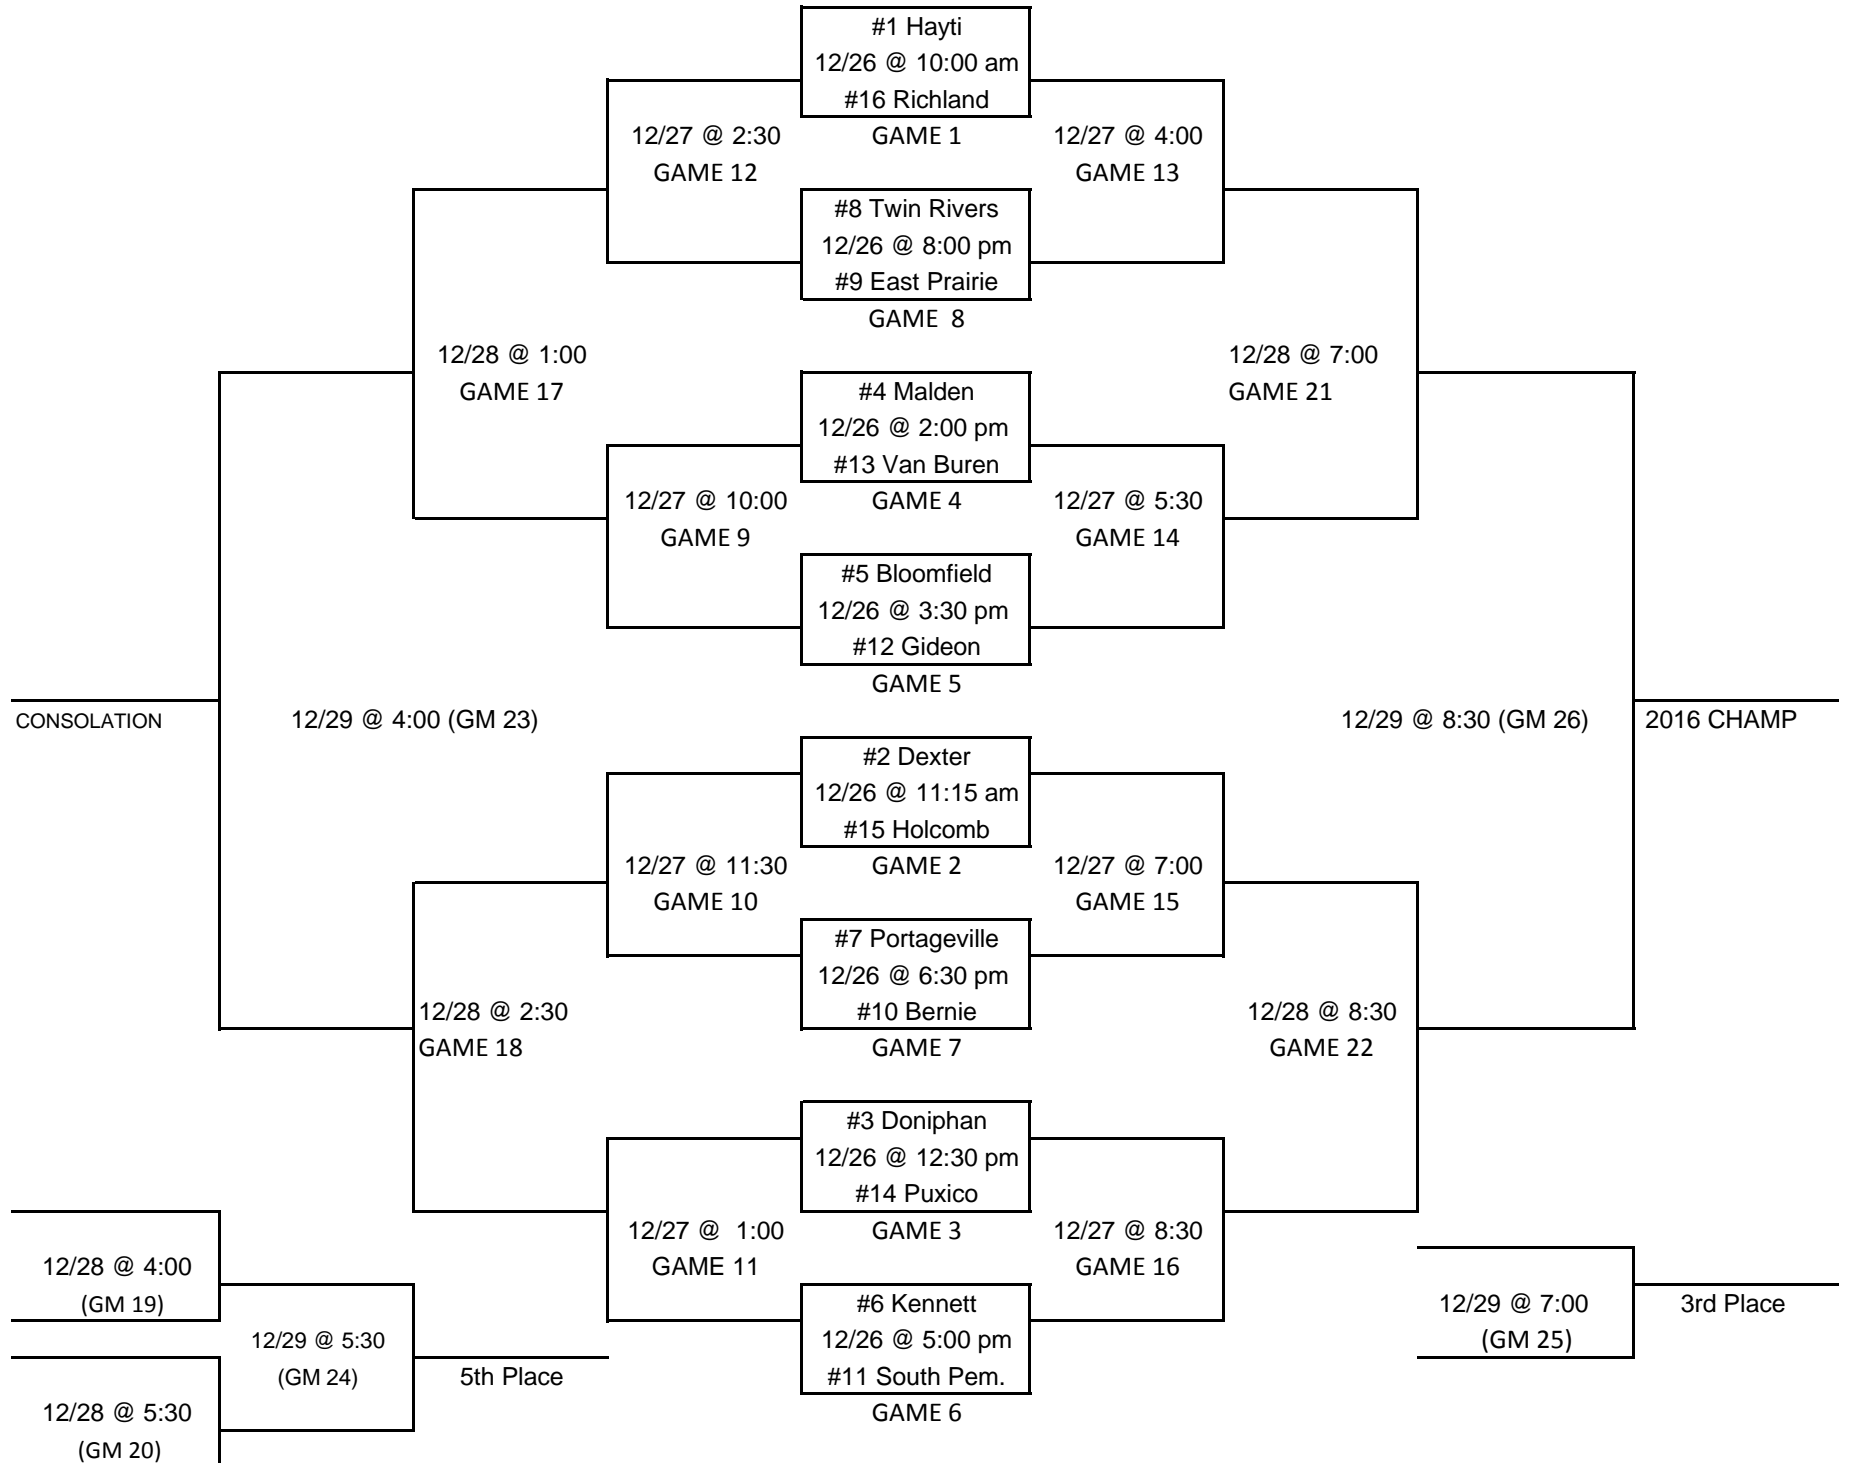 #1 Hayti
12/26 @ 10:00 am
#16 Richland
GAME 1
12/27 @ 2:30
GAME 12
12/27 @ 4:00
GAME 13
#8 Twin Rivers
12/26 @ 8:00 pm
#9 East Prairie
GAME  8
12/28 @ 1:00
GAME 17
12/28 @ 7:00
GAME 21
#4 Malden
12/26 @ 2:00 pm
#13 Van Buren
GAME 4
12/27 @ 10:00
GAME 9
12/27 @ 5:30
GAME 14
#5 Bloomfield
12/26 @ 3:30 pm
#12 Gideon
GAME 5
CONSOLATION
12/29 @ 4:00 (GM 23)
12/29 @ 8:30 (GM 26)
2016 CHAMP
#2 Dexter
12/26 @ 11:15 am
#15 Holcomb
GAME 2
12/27 @ 11:30
GAME 10
12/27 @ 7:00
GAME 15
#7 Portageville
12/26 @ 6:30 pm
#10 Bernie
GAME 7
12/28 @ 2:30
GAME 18
12/28 @ 8:30
GAME 22
#3 Doniphan
12/26 @ 12:30 pm
#14 Puxico
GAME 3
12/27 @  1:00
GAME 11
12/27 @ 8:30
GAME 16
#6 Kennett
12/26 @ 5:00 pm
#11 South Pem.
GAME 6
12/28 @ 4:00
(GM 19)
12/29 @ 5:30
(GM 24)
5th Place
12/28 @ 5:30
(GM 20)
12/29 @ 7:00
(GM 25)
3rd Place